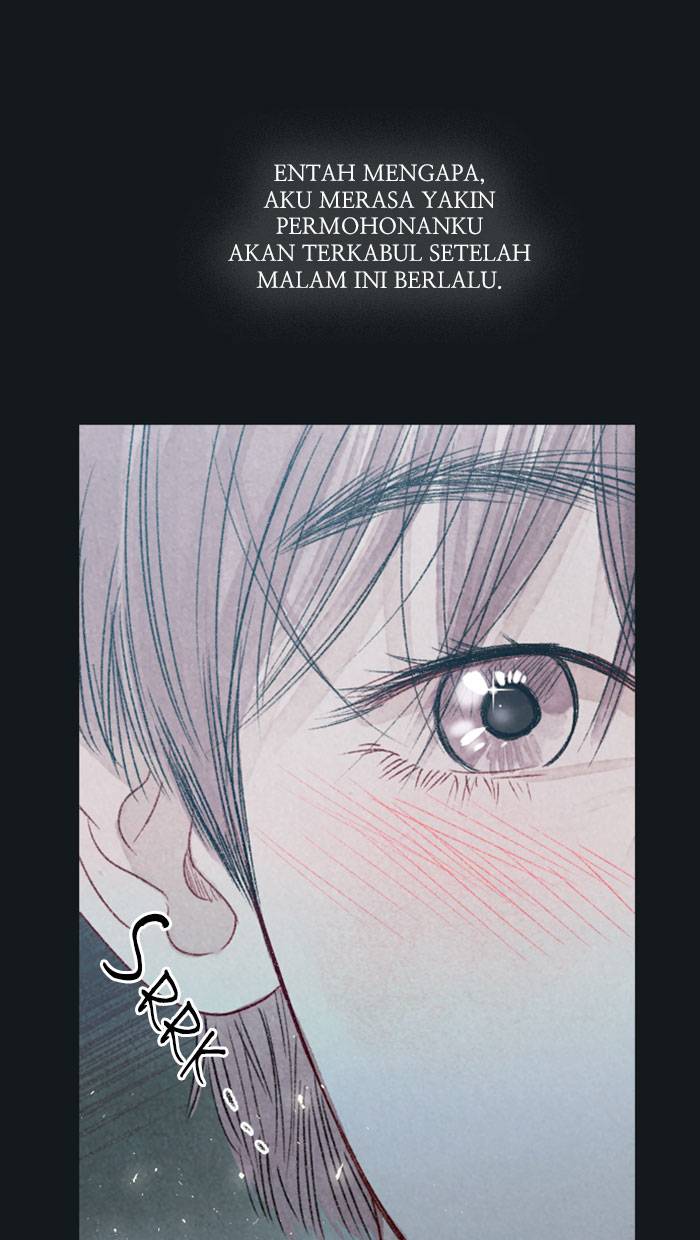 ENTAH MENGAPA,
AKU MERASA YAKIN
PERMOHONANKU
AKAN TERKABUL SETELAH
MALAM INI BERLALU.
SRRK....